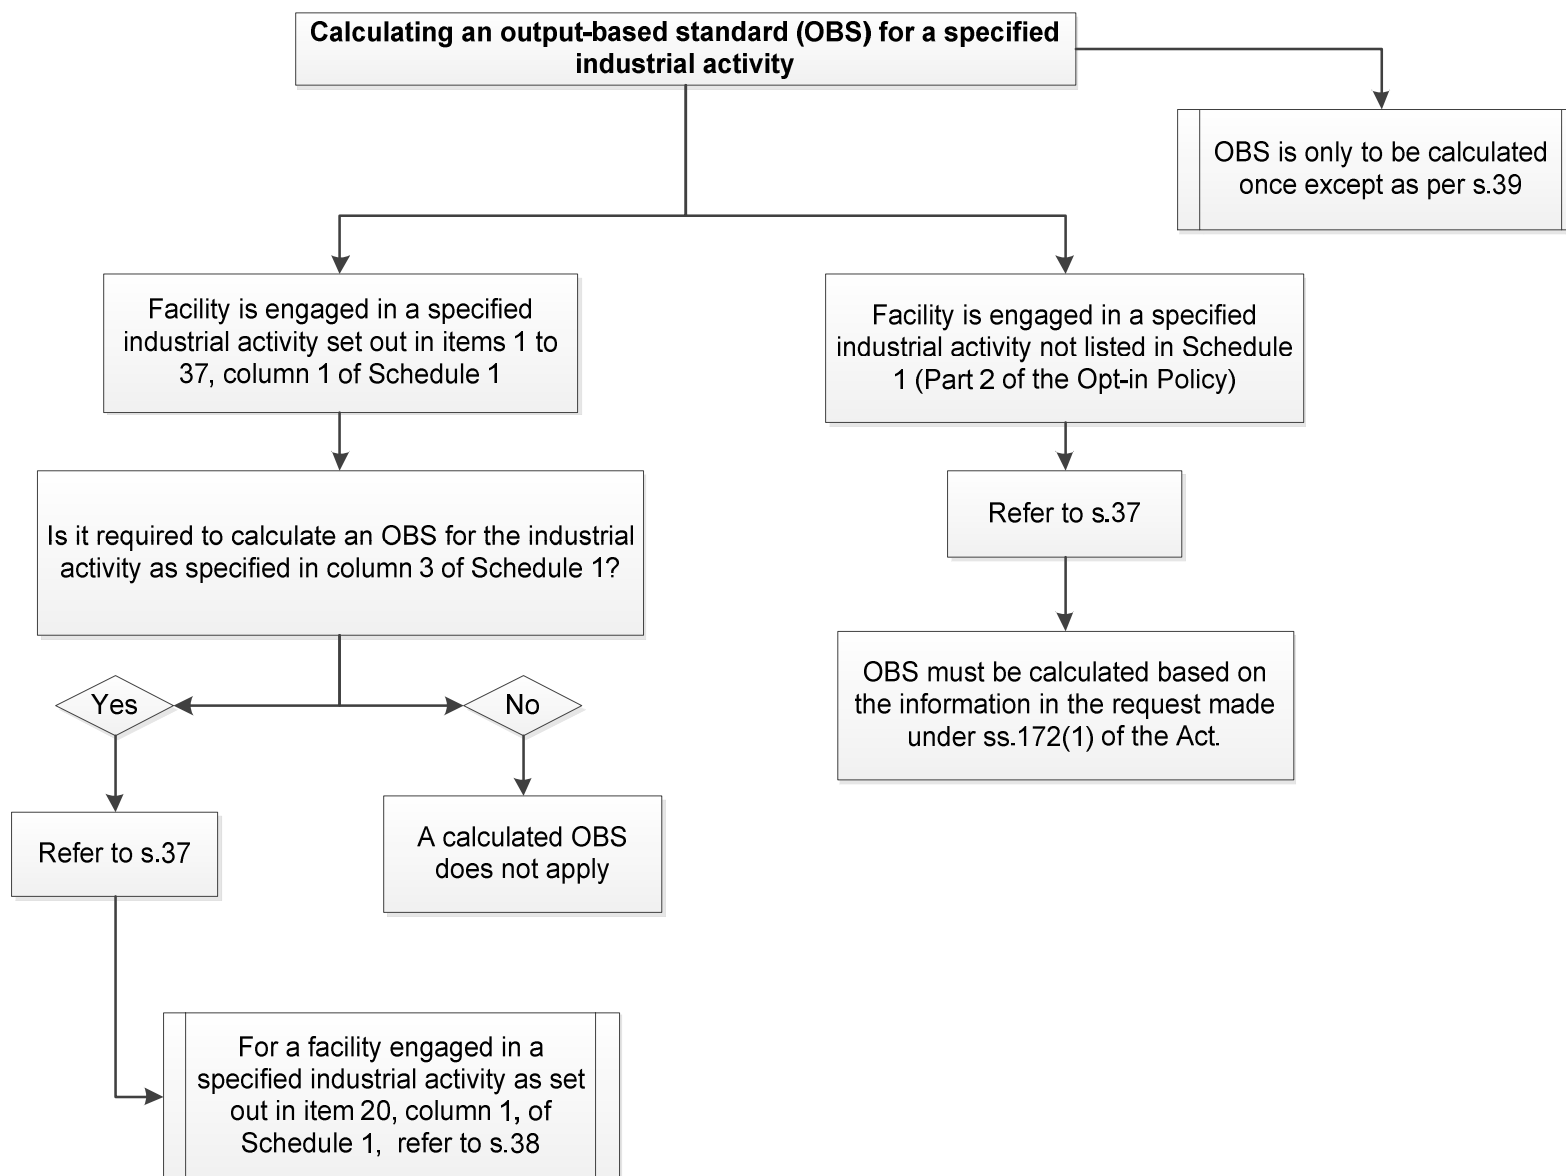 Calculating an output-based standard (OBS) for a specified
industrial activity
OBS is only to be calculated
once except as per s.39
Facility is engaged in a specified
industrial activity set out in items 1 to
37, column 1 of Schedule 1
Facility is engaged in a specified
industrial activity not listed in Schedule
1 (Part 2 of the Opt-in Policy)
Is it required to calculate an OBS for the industrial
activity as specified in column 3 of Schedule 1?
Refer to s.37
OBS must be calculated based on
the information in the request made
under ss.172(1) of the Act.
Yes
No
Refer to s.37
A calculated OBS
does not apply
For a facility engaged in a
specified industrial activity as set
out in item 20, column 1, of
Schedule 1,  refer to s.38